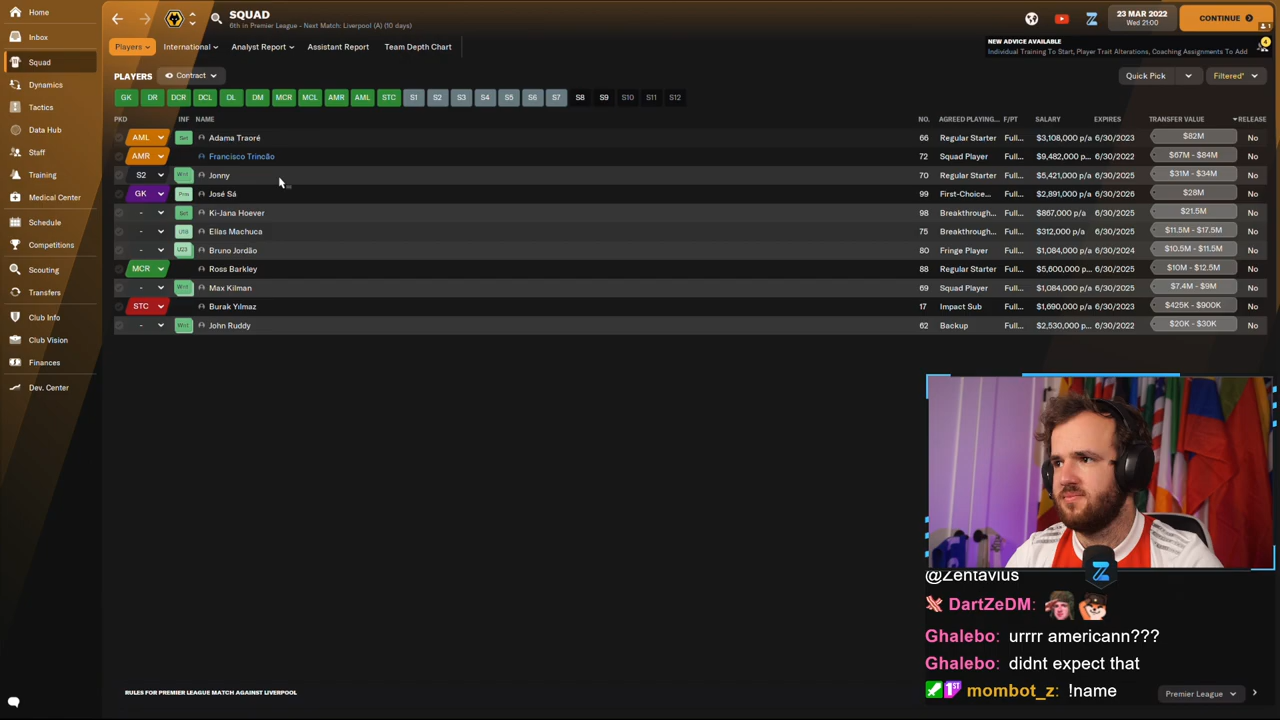 Home
SQUAD
6th in Premier League - Next Match: Liverpool (A) (10 days)
23 MAR 2022
Wed 21:00
CONTINUE
1
Inbox
Squad
Dynamics
Tactics
Data Hub
Staff
Training
Medical Center
Schedule
Competitions
Scouting
Transfers
Club Info
Club Vision
Finances
Dev. Center
Players
International
Analyst Report
Assistant Report
Team Depth Chart
NEW ADVICE AVAILABLE
Individual Training To Start, Player Trait Alterations, Coaching Assignments To Add
4
PLAYERS
Contract
Quick Pick
Filtered*
GK DR DCR DCL DL DM MCR MCL AMR AML STC S1 S2 S3 S4 S5 S6 S7 S8 S9 S10 S11 S12
PKD INF NAME NO. AGREED PLAYING... F/PT SALARY EXPIRES TRANSFER VALUE RELEASE
AML Set Adama Traoré 66 Regular Starter Full... $3,108,000 p/a 6/30/2023 $82M No
AMR Francisco Trincão 72 Squad Player Full... $9,482,000 p/a 6/30/2022 $67M - $84M No
S2 Wnt Jonny 70 Regular Starter Full... $5,421,000 p/a 6/30/2025 $31M - $34M No
GK Prm José Sá 99 First-Choice... Full... $2,891,000 p/a 6/30/2026 $28M No
- Set Ki-Jana Hoever 98 Breakthrough... Full... $867,000 p/a 6/30/2025 $21.5M No
- U18 Elías Machuca 75 Breakthrough... Full... $312,000 p/a 6/30/2025 $11.5M - $17.5M No
- U23 Bruno Jordão 80 Fringe Player Full... $1,084,000 p/a 6/30/2024 $10.5M - $11.5M No
MCR Ross Barkley 88 Regular Starter Full... $5,600,000 p/a 6/30/2025 $10M - $12.5M No
- Wnt Max Kilman 69 Squad Player Full... $1,084,000 p/a 6/30/2025 $7.4M - $9M No
STC Burak Yılmaz 17 Impact Sub Full... $1,690,000 p/a 6/30/2023 $425K - $900K No
- Wnt John Ruddy 62 Backup Full... $2,530,000 p/... 6/30/2022 $20K - $30K No
@Zentavius
DartZeDM:
Ghalebo: urrrr americann???
Ghalebo: didnt expect that
1ST mombot_z: !name
RULES FOR PREMIER LEAGUE MATCH AGAINST LIVERPOOL
Premier League